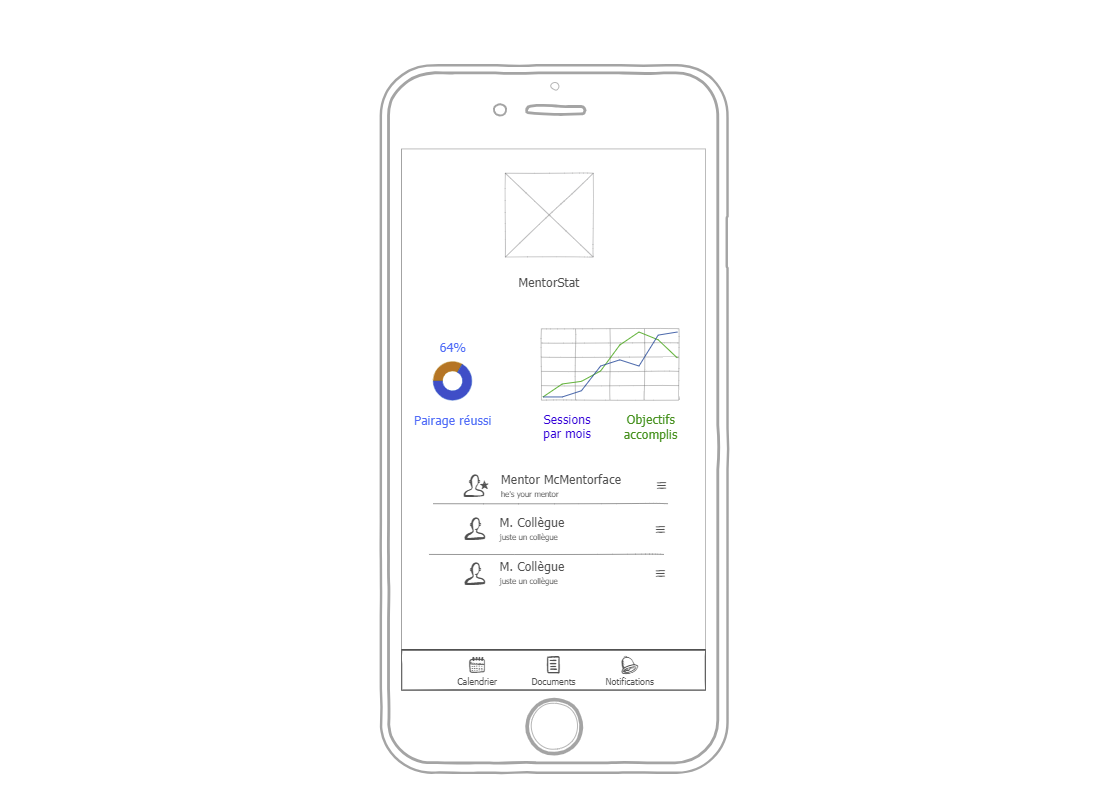 MentorStat
64%
Pairage réussi
Sessions
par mois
Objectifs
accomplis
Mentor McMentorface
he's your mentor
M. Collègue
juste un collègue
M. Collègue
juste un collègue
Calendrier
Documents
Notifications